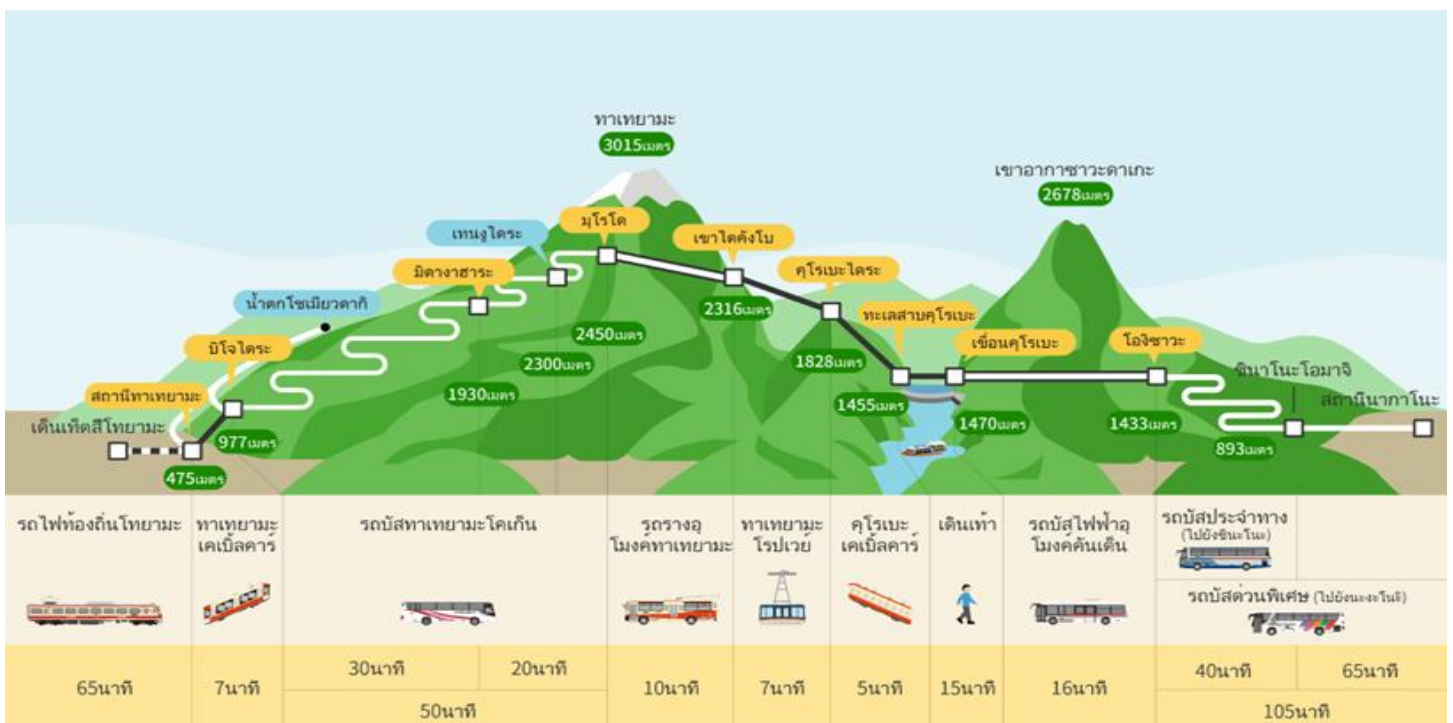 ทาเทยามะ
3015เมตร
เขาอากาซาวะดาเกะ
2678เมตร
มุโรโด
เทนงูไดระ
เขาไดคังโบ
มิดางาฮาระ
คุโรเบะไดระ
น้ำตกโชเมียวดากิ
2316เมตร
ทะเลสาบคุโรเบะ
2450เมตร
เขื่อนคุโรเบะ
โองิซาวะ
บิโจไดระ
1828เมตร
2300เมตร
ชินาโนะโอมาจิ
สถานีทาเทยามะ
1930เมตร
1455เมตร
สถานีนากาโนะ
เด็นเท็ตสึโทยามะ
977เมตร
1470เมตร
1433เมตร
893เมตร
475เมตร
รถไฟท้องถิ่นโทยามะ
ทาเทยามะ
เคเบิ้ลคาร์
รถบัสทาเทยามะโคเก็น
รถรางอุ
โมงค์ทาเทยามะ
ทาเทยามะ
โรปเวย์
คุโรเบะ
เคเบิ้ลคาร์
เดินเท้า
รถบัสไฟฟ้าอุ
โมงค์คันเด็น
รถบัสประจำทาง
(ไปยังชินะโนะ)
รถบัสด่วนพิเศษ (ไปยังนะงะโนะ)
65นาที
7นาที
30นาที
20นาที
50นาที
10นาที
7นาที
5นาที
15นาที
16นาที
40นาที
65นาที
105นาที